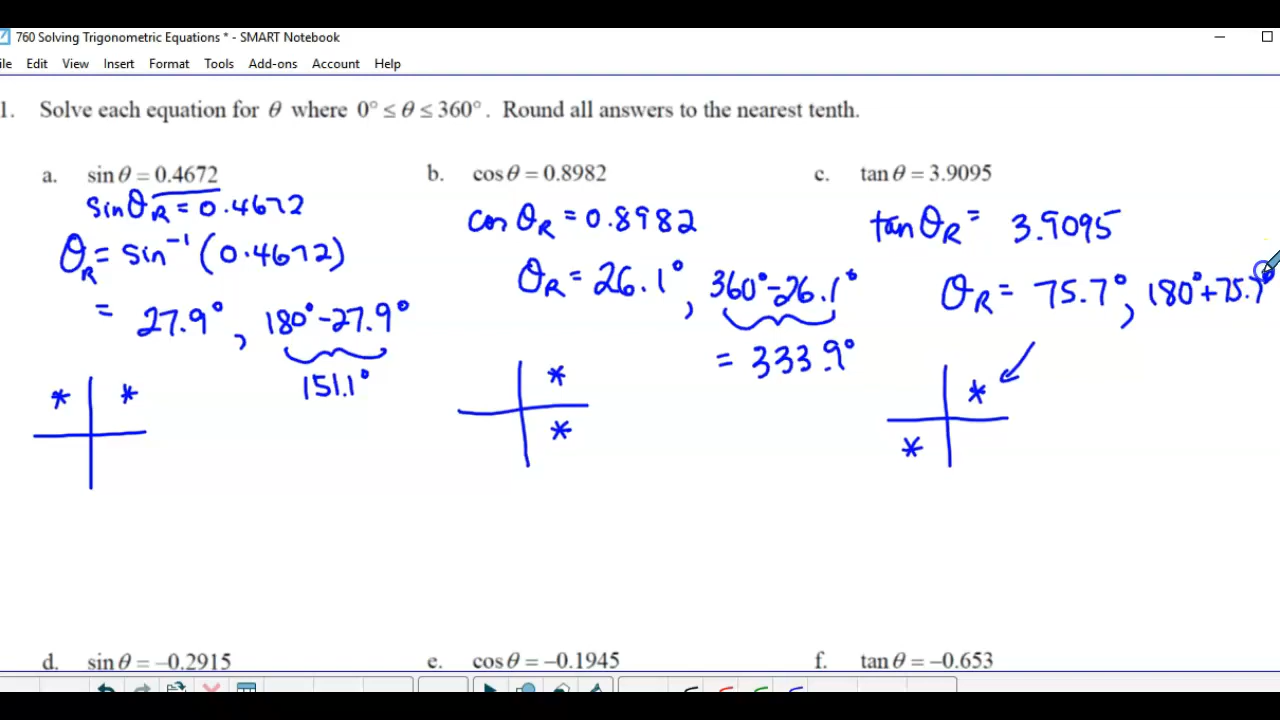 760 Solving Trigonometric Equations * - SMART Notebook
ile Edit View Insert Format Tools Add-ons Account Help
1. Solve each equation for θ where 0° ≤ θ ≤ 360°. Round all answers to the nearest tenth.
a. sin θ = 0.4672
sin θR = 0.4672
θR = sin⁻¹ (0.4672)
= 27.9°, 180° - 27.9°
151.1°
* *
b. cos θ = 0.8982
cos θR = 0.8982
θR = 26.1°, 360° - 26.1°
= 333.9°
*
*
c. tan θ = 3.9095
tan θR = 3.9095
θR = 75.7°, 180° + 75.7°
*
*
d. sin θ = –0.2915
e. cos θ = –0.1945
f. tan θ = –0.653